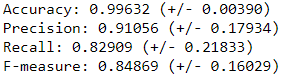 Accuracy: 0.99632 (+/- 0.00390)
Precision: 0.91056 (+/- 0.17934)
Recall: 0.82909 (+/- 0.21833)
F-measure: 0.84869 (+/- 0.16029)